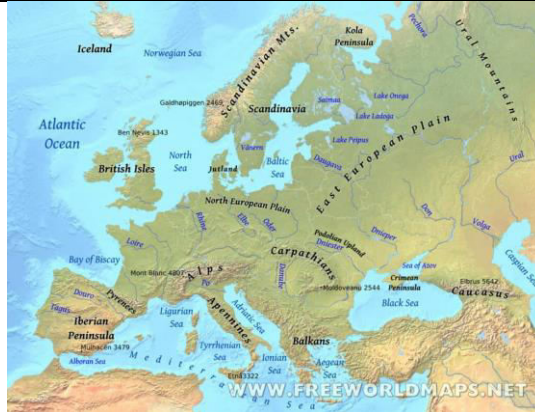 Iceland
Norwegian Sea
Kola
Peninsula
Pechora
Ural Mountains
Scandinavian Mts.
Galdhøpiggen 2469
Scandinavia
Saimaa
Lake Onega
Lake Ladoga
Atlantic
Ocean
Ben Nevis 1343
British Isles
North
Sea
Vänern
Jutland
Baltic
Sea
Lake Peipus
Daugava
East European Plain
Ural
North European Plain
Rhine
Elbe
Oder
Loire
Don
Volga
Dnieper
Podolian Upland
Dniester
Carpathians
Bay of Biscay
Mont Blanc 4807
Alps
Po
Danube
Moldoveanu 2544
Sea of Azov
Crimean
Peninsula
Caspian Sea
Elbrus 5642
Caucasus
Black Sea
Douro
Tagus
Pyrenees
Iberian
Peninsula
Mulhacén 3479
Alboran Sea
Ligurian
Sea
Apennines
Adriatic Sea
Tyrrhenian
Sea
Balkans
Ionian
Sea
Aegean
Sea
Etna 3322
Mediterranean Sea
WWW.FREEWORLDMAPS.NET